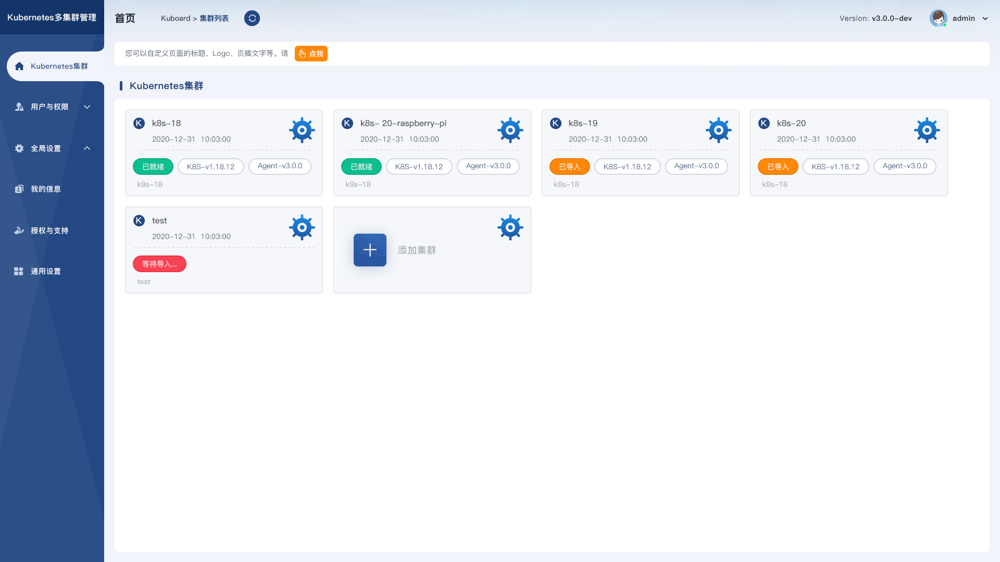 Kubernetes多集群管理
首页
Kuboard > 集群列表
Version: v3.0.0-dev
admin
Kubernetes集群
用户与权限
全局设置
我的信息
授权与支持
通用设置
您可以自定义页面的标题、Logo、页脚文字等。请
点我
Kubernetes集群
K
k8s-18
2020-12-31 10:03:00
已就绪
K8S-v1.18.12
Agent-v3.0.0
k8s-18
K
k8s- 20-raspberry-pi
2020-12-31 10:03:00
已就绪
K8S-v1.18.12
Agent-v3.0.0
k8s-18
K
k8s-19
2020-12-31 10:03:00
已导入
K8S-v1.18.12
Agent-v3.0.0
k8s-18
K
k8s-20
2020-12-31 10:03:00
已导入
K8S-v1.18.12
Agent-v3.0.0
k8s-18
K
test
2020-12-31 10:03:00
等待导入...
test
添加集群